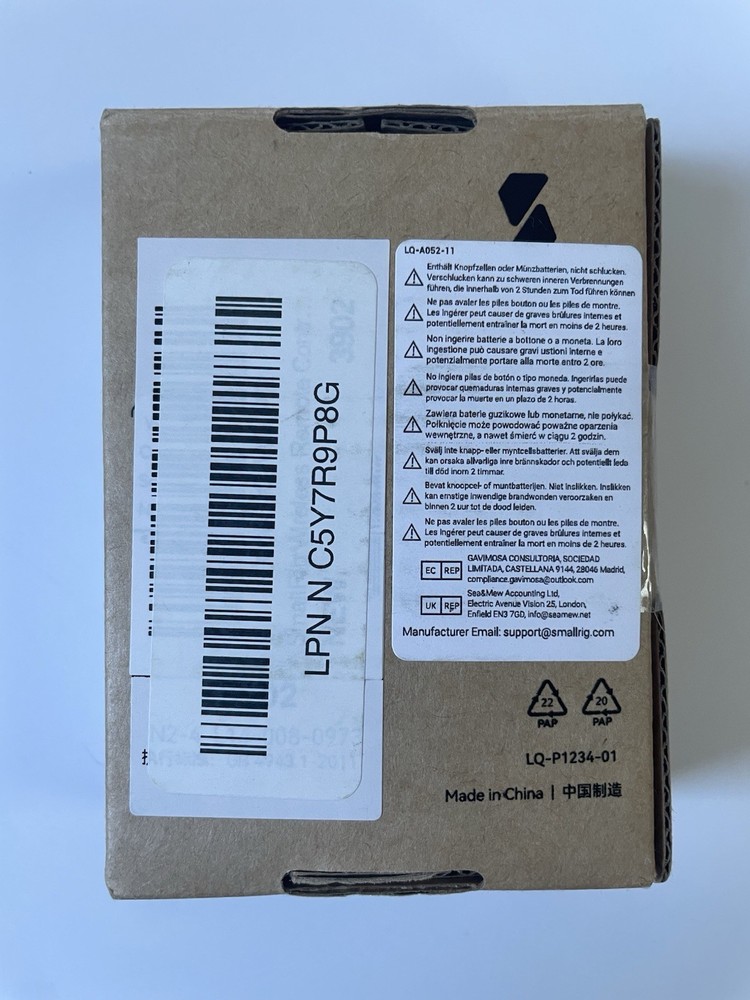 LPN N C5Y7R9P8G
LQ-A052-11
Enthält Knopfzellen oder Münzbatterien, nicht schlucken.
Verschlucken kann zu schweren inneren Verbrennungen
führen, die innerhalb von 2 Stunden zum Tod führen können
Ne pas avaler les piles bouton ou les piles de montre.
Les ingérer peut causer de graves brûlures internes et
potentiellement entraîner la mort en moins de 2 heures.
Non ingerire batterie a bottone o a moneta. La loro
ingestione può causare gravi ustioni interne e
potenzialmente portare alla morte entro 2 ore.
No ingiera pilas de botón o tipo moneda. Ingerirlas puede
provocar quemaduras internas graves y potencialmente
provocar la muerte en un plazo de 2 horas.
Zawiera baterie guzikowe lub monetarne, nie połykać.
Połknięcie może powodować poważne oparzenia
wewnętrzne, a nawet śmierć w ciągu 2 godzin.
Svälj inte knapp- eller myntcellsbatterier. Att svälja dem
kan orsaka allvarliga inre brännskador och potentiellt leda
till död inom 2 timmar.
Bevat knoopcel- of muntbatterijen. Niet inslikken. Inslikken
kan ernstige inwendige brandwonden veroorzaken en
binnen 2 uur tot de dood leiden.
Ne pas avaler les piles bouton ou les piles de montre.
Les ingérer peut causer de graves brûlures internes et
potentiellement entraîner la mort en moins de 2 heures.
EC REP
GAVIMOSA CONSULTORIA, SOCIEDAD
LIMITADA, CASTELLANA 9144, 28046 Madrid,
compliance.gavimosa@outlook.com
UK REP
Sea&Mew Accounting Ltd,
Electric Avenue Vision 25, London,
Enfield EN3 7GD, info@seamew.net
Manufacturer Email: support@smallrig.com
22
PAP
20
PAP
LQ-P1234-01
Made in China | 中国制造